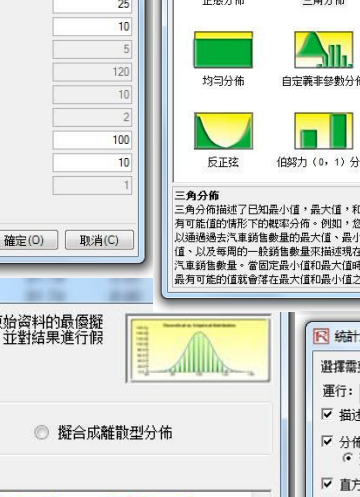 25
10
5
120
10
2
100
10
1
確定(O)
取消(C)
正態分佈
三角分佈
均勻分佈
自定義非參數分佈
反正弦
伯努力（0，1）分
三角分佈
三角分佈描述了已知最小值，最大值，和
有可能值的情形下的概率分佈。例如，您
以通過過去汽車銷售數量的最大值、最小
值、以及每周的一般銷售數量來描述現在
汽車銷售數量。當固定最小值和最大值時
最有可能的值就會落在最大值和最小值之
始資料的最優擬
並對結果進行假
擬合成離散型分佈
統計
選擇需
運行:
描述
分佈
直方